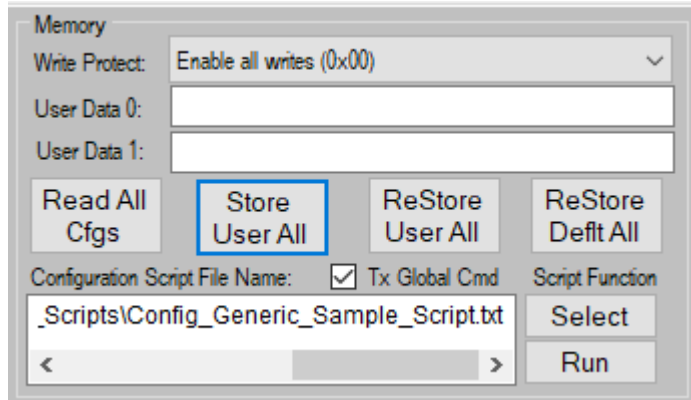 Memory
Write Protect: Enable all writes (0x00)
User Data 0:
User Data 1:
Read All Cfgs
Store User All
ReStore User All
ReStore Deflt All
Configuration Script File Name: Tx Global Cmd Script Function
_Scripts\Config_Generic_Sample_Script.txt Select
Run